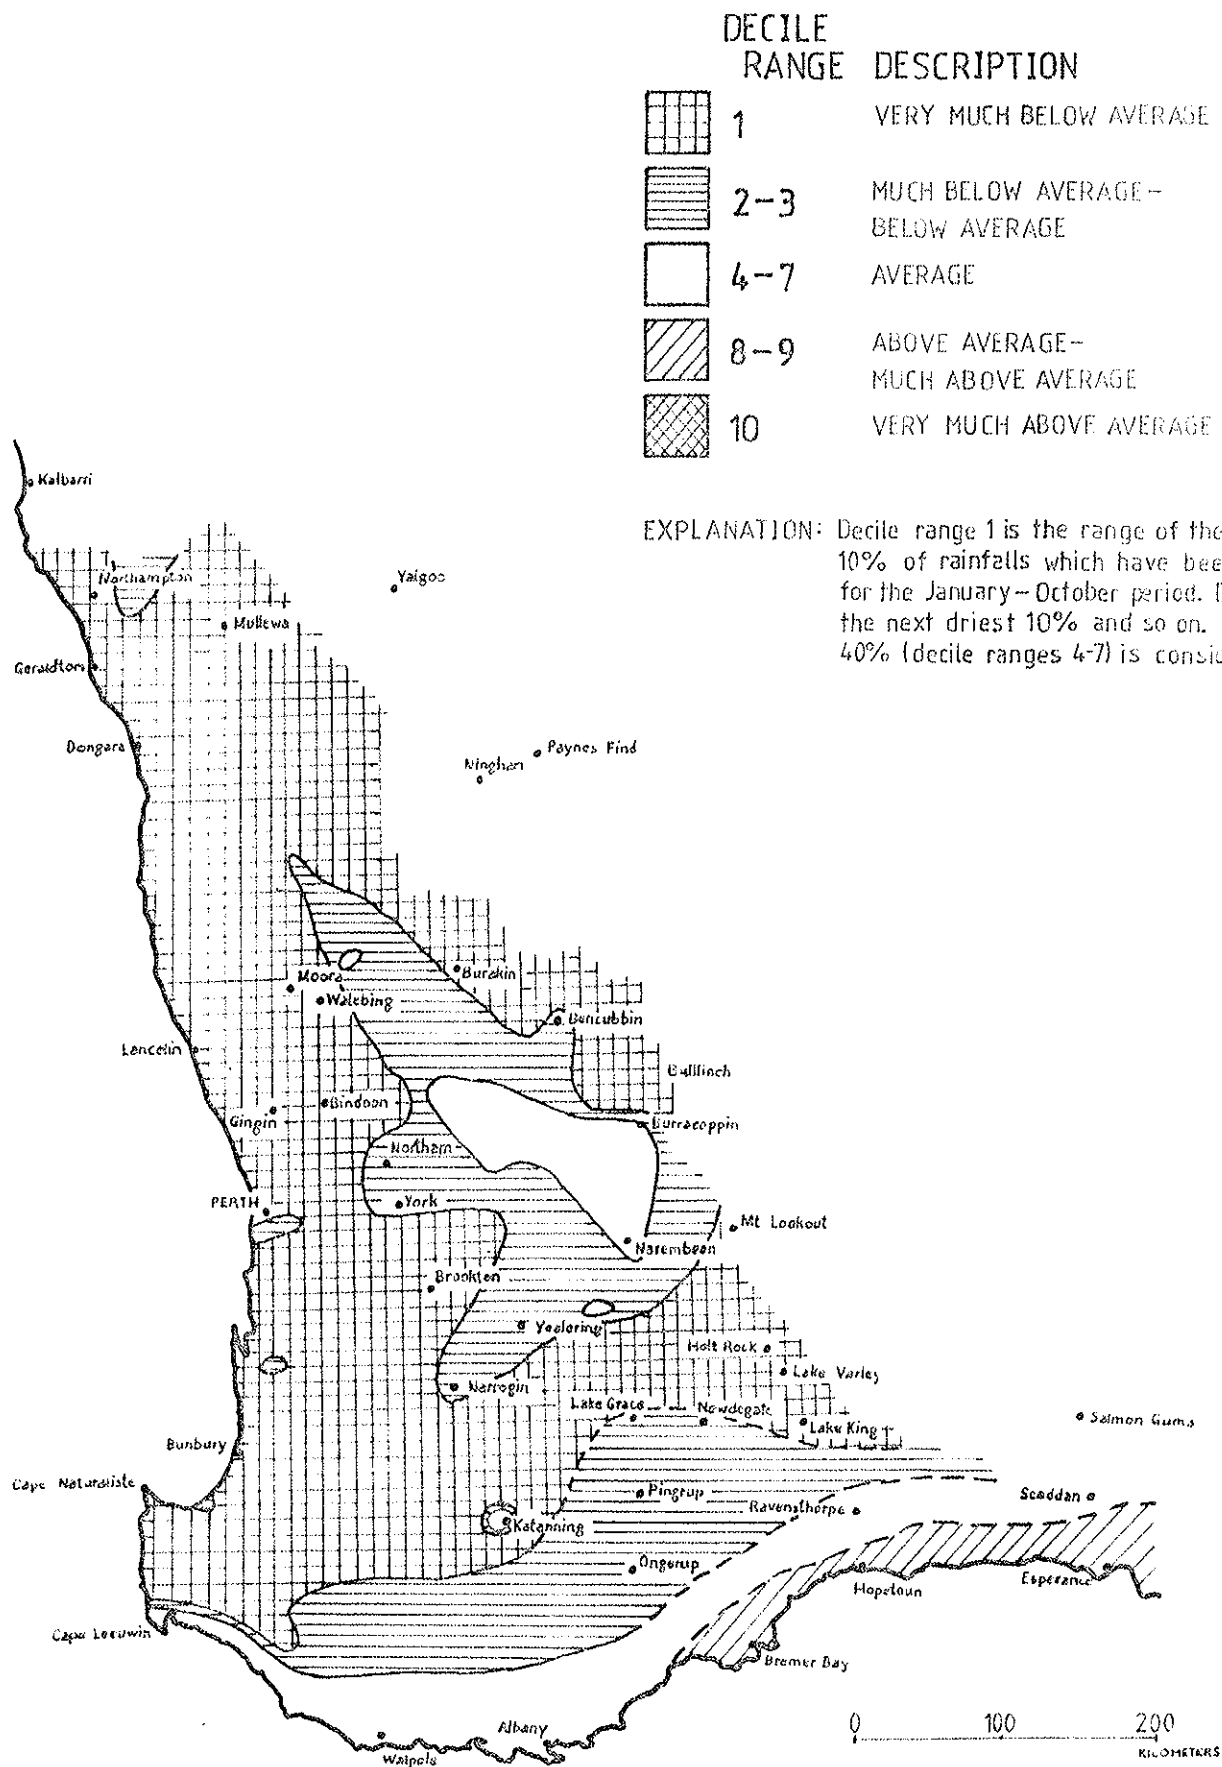 DECILE
RANGE DESCRIPTION
1 VERY MUCH BELOW AVERAGE
2-3 MUCH BELOW AVERAGE-
BELOW AVERAGE
4-7 AVERAGE
8-9 ABOVE AVERAGE-
MUCH ABOVE AVERAGE
10 VERY MUCH ABOVE AVERAGE
EXPLANATION: Decile range 1 is the range of the
10% of rainfalls which have bee
for the January-October period.
the next driest 10% and so on.
40% (decile ranges 4-7) is consid
Kalbarri
Northampton
Yalgoo
Mullewa
Geraldton
Dongara
Paynes Find
Ninghan
Burakin
Moora
Walebing
Bencubbin
Lancelin
Bullfinch
Bindoon
Gingin
Burracoppin
Northam
PERTH
York
Mt Lookout
Narembeen
Brookton
Yealering
Holt Rock
Lake Varley
Narrogin
Lake Grace
Newdegate
Lake King
Salmon Gums
Bunbury
Cape Naturaliste
Pingrup
Ravensthorpe
Scaddan
Katanning
Ongerup
Hopetoun
Esperance
Cape Leeuwin
Bremer Bay
Albany
Walpole
0 100 200
KILOMETERS